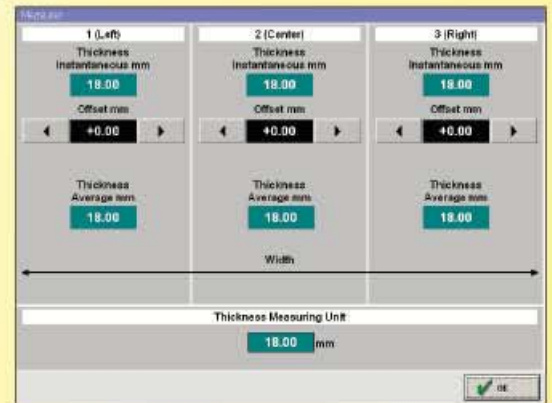 Measure
1 (Left) 2 (Center) 3 (Right)
Thickness Thickness Thickness
Instantaneous mm Instantaneous mm Instantaneous mm
18.00 18.00 18.00
Offset mm Offset mm Offset mm
+0.00 +0.00 +0.00
Thickness Thickness Thickness
Average mm Average mm Average mm
18.00 18.00 18.00
Width
Thickness Measuring Unit
18.00 mm
OK